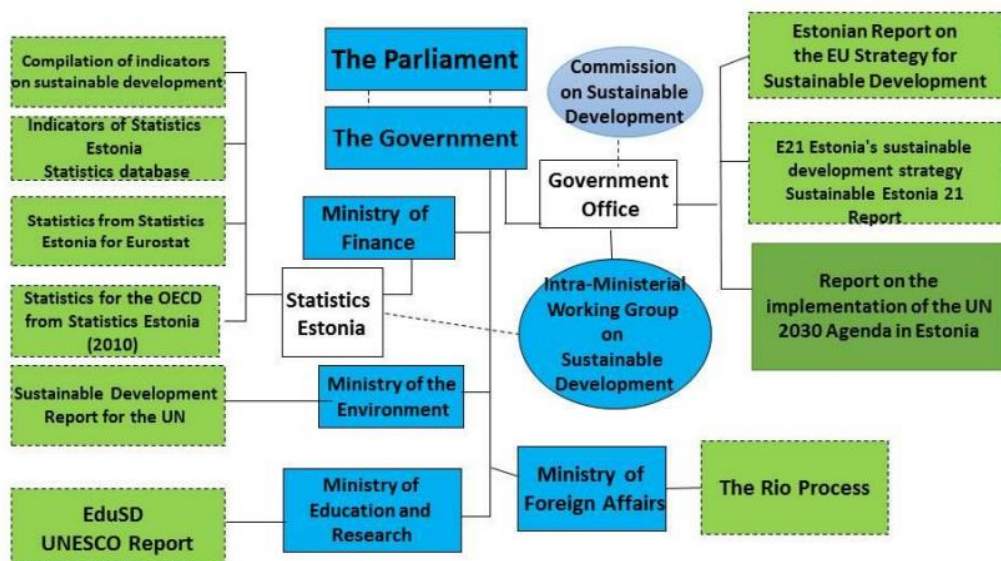 Compilation of indicators
on sustainable development
Indicators of Statistics
Estonia
Statistics database
Statistics from Statistics
Estonia for Eurostat
Statistics for the OECD
from Statistics Estonia
(2010)
Sustainable Development
Report for the UN
EduSD
UNESCO Report
The Parliament
The Government
Ministry of
Finance
Statistics
Estonia
Ministry of the
Environment
Ministry of
Education and
Research
Commission
on Sustainable
Development
Government
Office
Intra-Ministerial
Working Group
on
Sustainable
Development
Ministry of
Foreign Affairs
Estonian Report on
the EU Strategy for
Sustainable Development
E21 Estonia's sustainable
development strategy
Sustainable Estonia 21
Report
Report on the
implementation of the UN
2030 Agenda in Estonia
The Rio Process